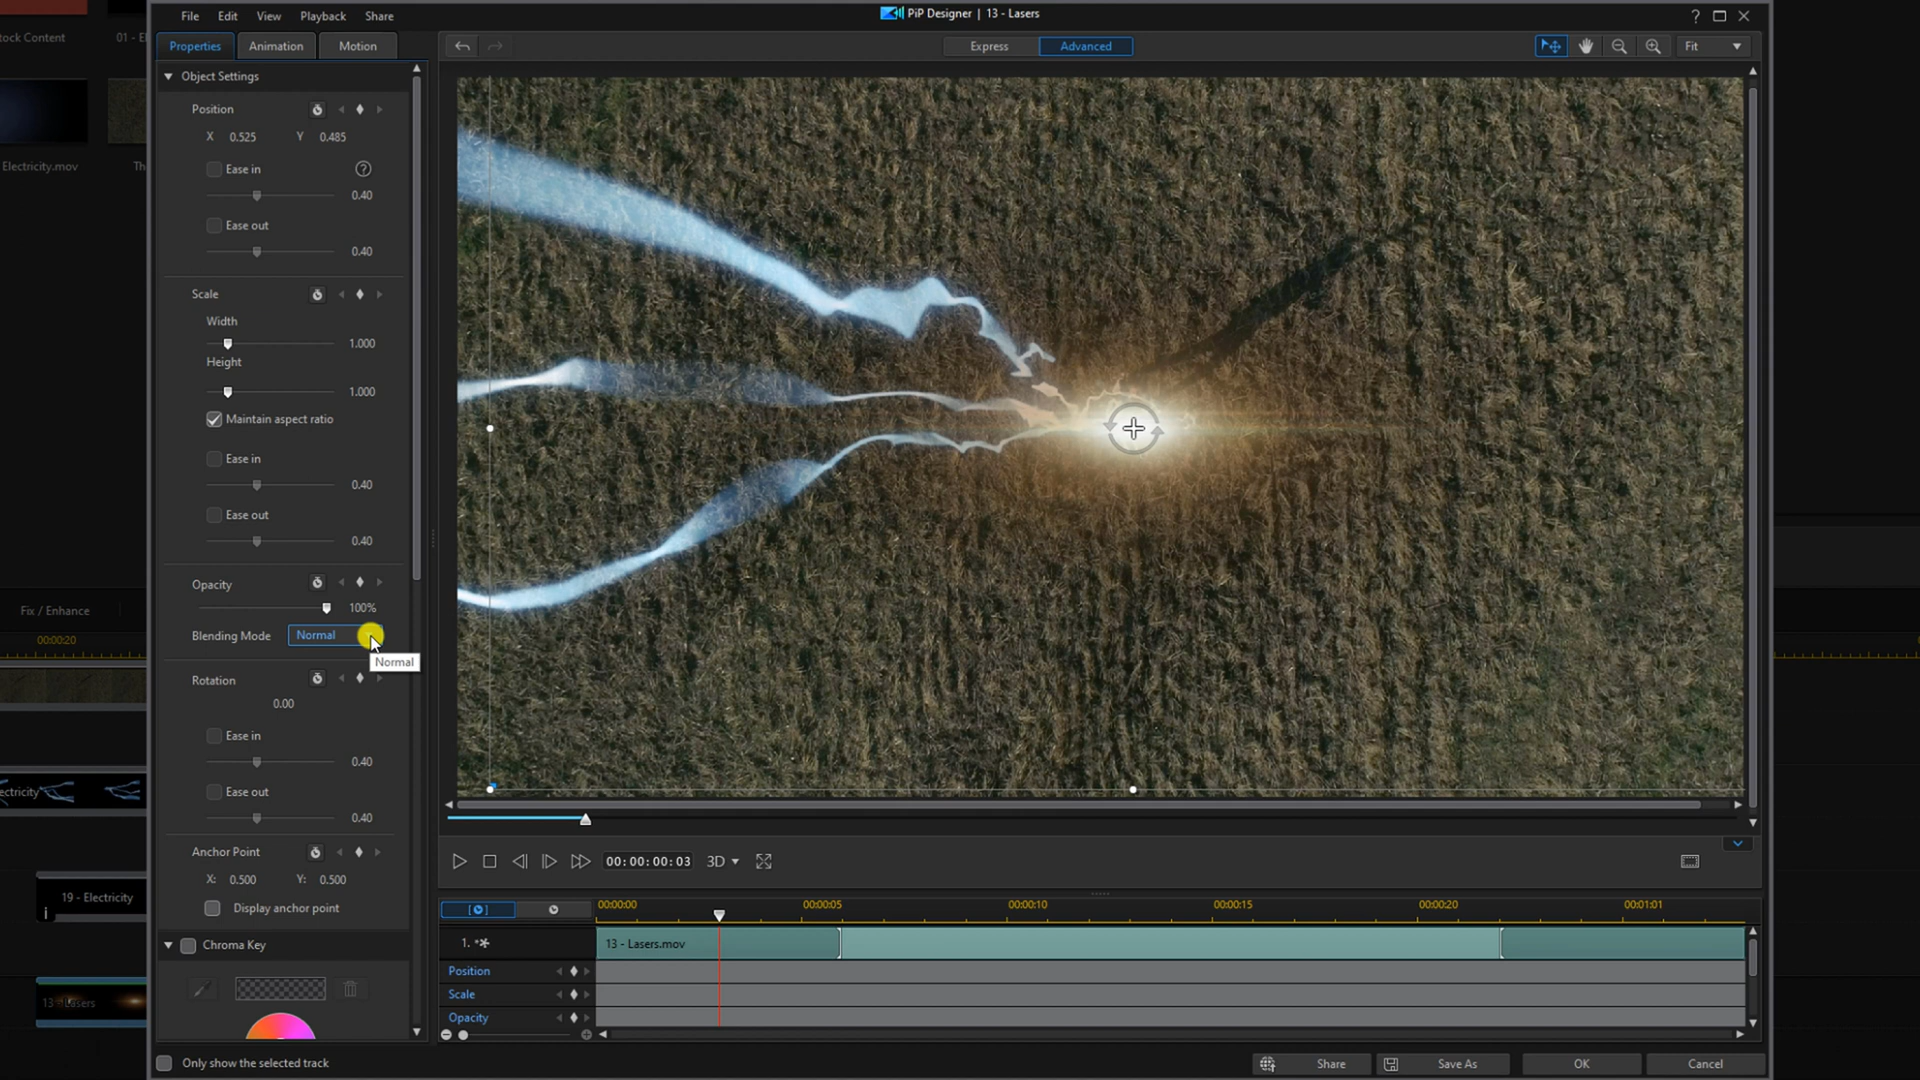 File Edit View Playback Share
PiP Designer | 13 - Lasers
?
tock Content
01 - El
Electricity.mov
Th
Fix / Enhance
00:00:20
ectricity
19 - Electricity
i
13 - Lasers
Properties Animation Motion
Express Advanced
Fit
Object Settings
Position
X 0.525 Y 0.485
Ease in ?
0.40
Ease out
0.40
Scale
Width
1.000
Height
1.000
Maintain aspect ratio
Ease in
0.40
Ease out
0.40
Opacity
100%
Blending Mode Normal
Normal
Rotation
0.00
Ease in
0.40
Ease out
0.40
Anchor Point
X: 0.500 Y: 0.500
Display anchor point
Chroma Key
00:00:00:03 3D
00:00:00 00:00:05 00:00:10 00:00:15 00:00:20 00:01:01
1. 13 - Lasers.mov
Position
Scale
Opacity
Only show the selected track
Share Save As OK Cancel